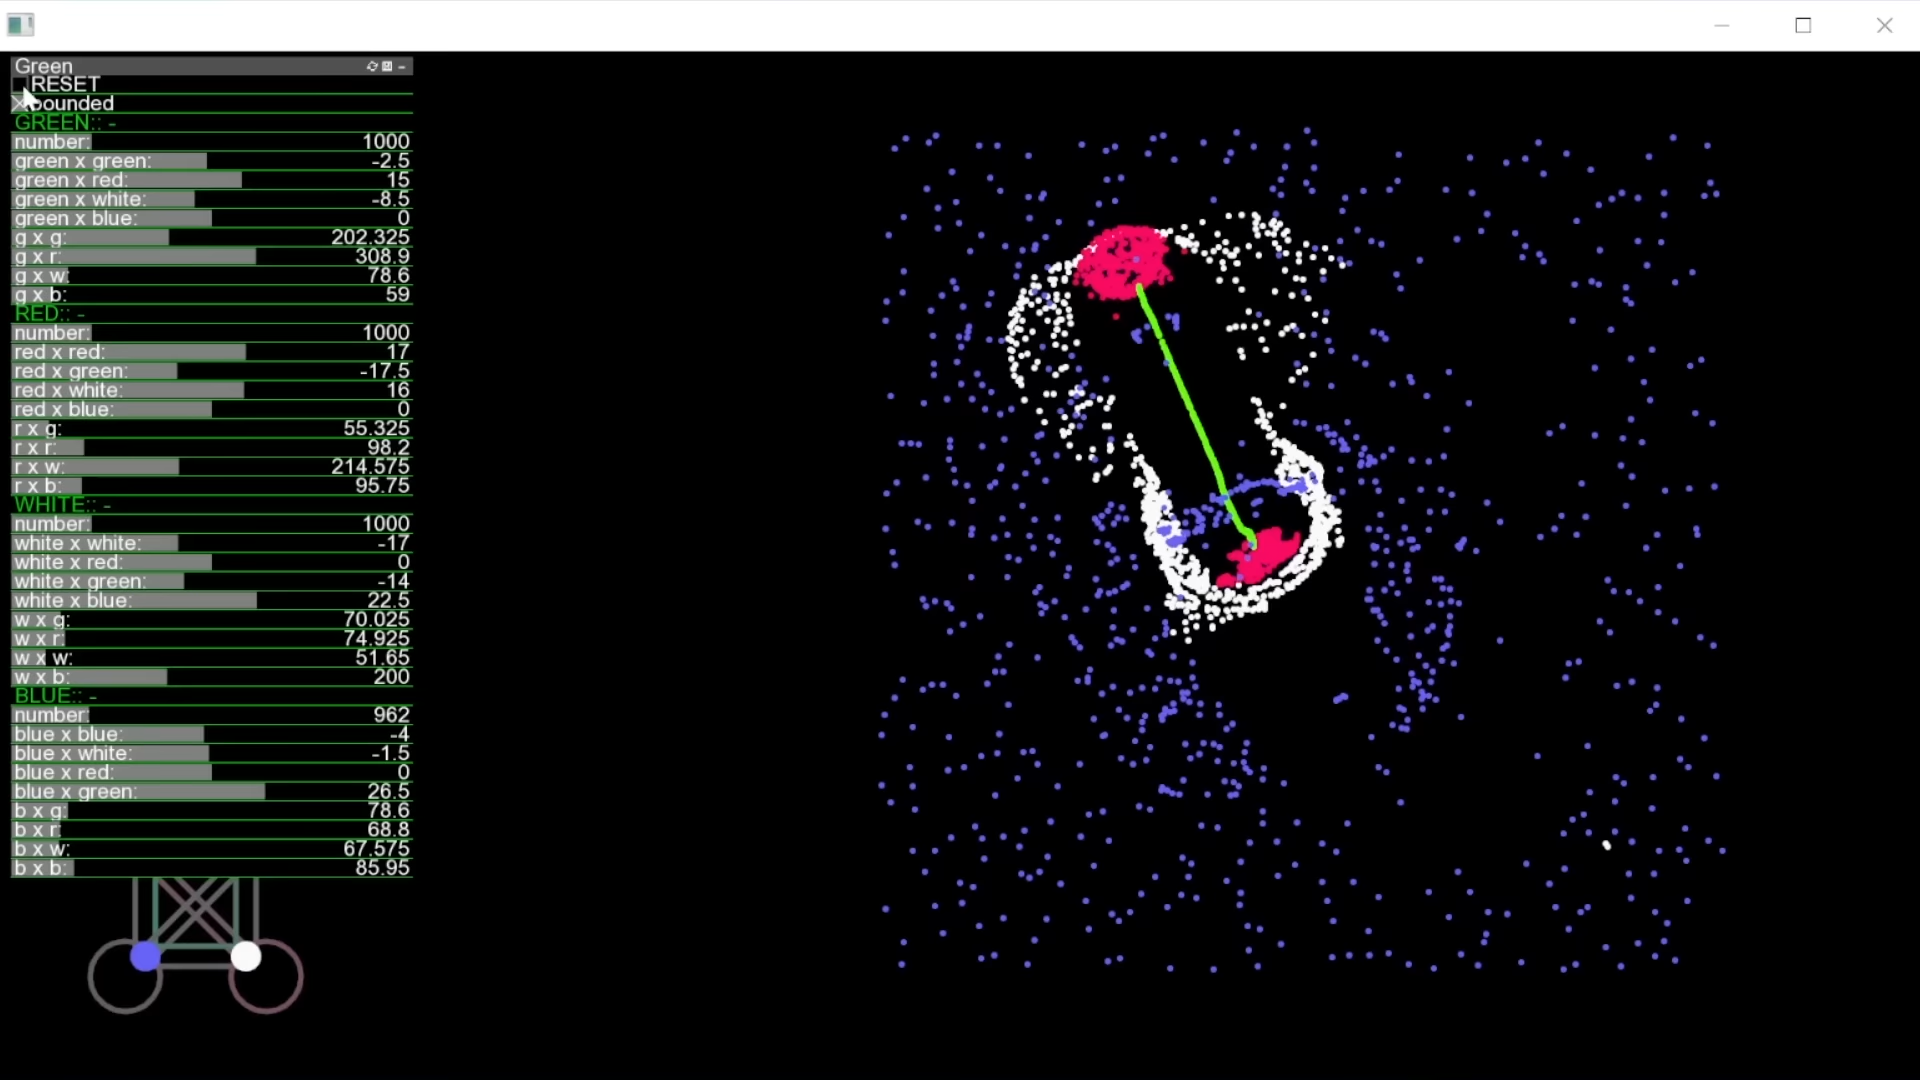 Green
RESET
bounded
GREEN:: -
number: 1000
green x green: -2.5
green x red: 15
green x white: -8.5
green x blue: 0
g x g: 202.325
g x r: 308.9
g x w: 78.6
g x b: 59
RED:: -
number: 1000
red x red: 17
red x green: -17.5
red x white: 16
red x blue: 0
r x g: 55.325
r x r: 98.2
r x w: 214.575
r x b: 95.75
WHITE:: -
number: 1000
white x white: -17
white x red: 0
white x green: -14
white x blue: 22.5
w x g: 70.025
w x r: 74.925
w x w: 51.65
w x b: 200
BLUE:: -
number: 962
blue x blue: -4
blue x white: -1.5
blue x red: 0
blue x green: 26.5
b x g: 78.6
b x r: 68.8
b x w: 67.575
b x b: 85.95